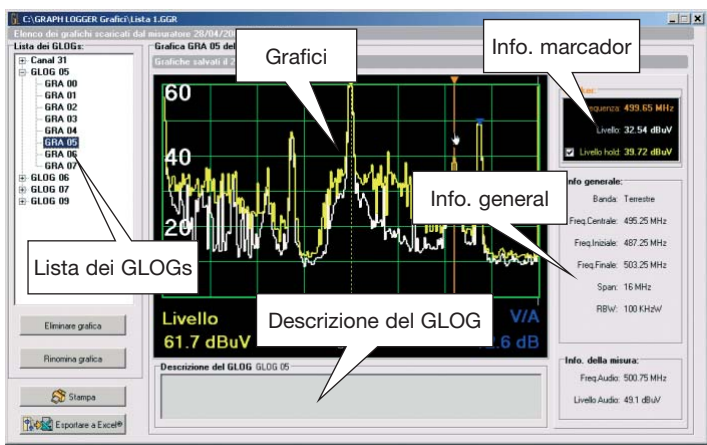 C:\GRAPH LOGGER Grafici\Lista 1.GGR
Elenco dei grafichi scaricati dal misuratore 28/04/200
Lista dei GLOGs:
Canal 31
GLOG 05
GRA 00
GRA 01
GRA 02
GRA 03
GRA 04
GRA 05
GRA 06
GRA 07
GLOG 06
GLOG 07
GLOG 09
Lista dei GLOGs
Eliminare grafica
Rinomina grafica
Stampa
Esportare a Excel®
Grafica GRA 05 del
Grafiche salvati il 2
Grafici
60
40
20
Livello
61.7 dBuV
V/A
.6 dB
Descrizione del GLOG
Descrizione del GLOG GLOG 05
Info. marcador
Frequenza: 499.65 MHz
Livello: 32.54 dBuV
Livello hold: 39.72 dBuV
Info generale:
Info. general
Banda: Terrestre
Freq.Centrale: 495.25 MHz
Freq.Iniziale: 487.25 MHz
Freq.Finale: 503.25 MHz
Span: 16 MHz
RBW: 100 KHzW
Info. della misura:
Freq.Audio: 500.75 MHz
Livello Audio: 49.1 dBuV